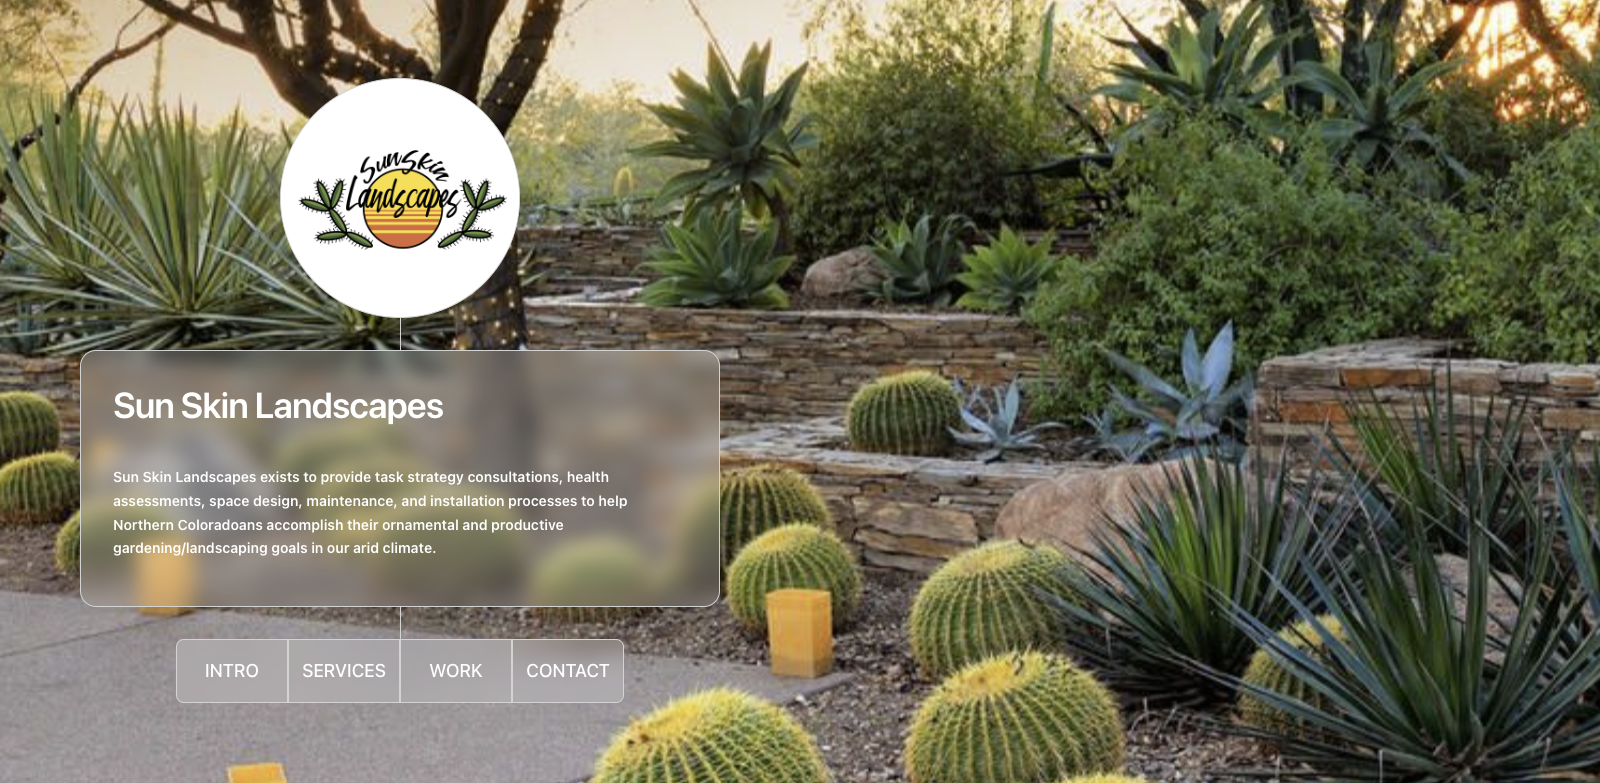 Sun Skin
Landscapes
Sun Skin Landscapes
Sun Skin Landscapes exists to provide task strategy consultations, health
assessments, space design, maintenance, and installation processes to help
Northern Coloradoans accomplish their ornamental and productive
gardening/landscaping goals in our arid climate.
INTRO SERVICES WORK CONTACT